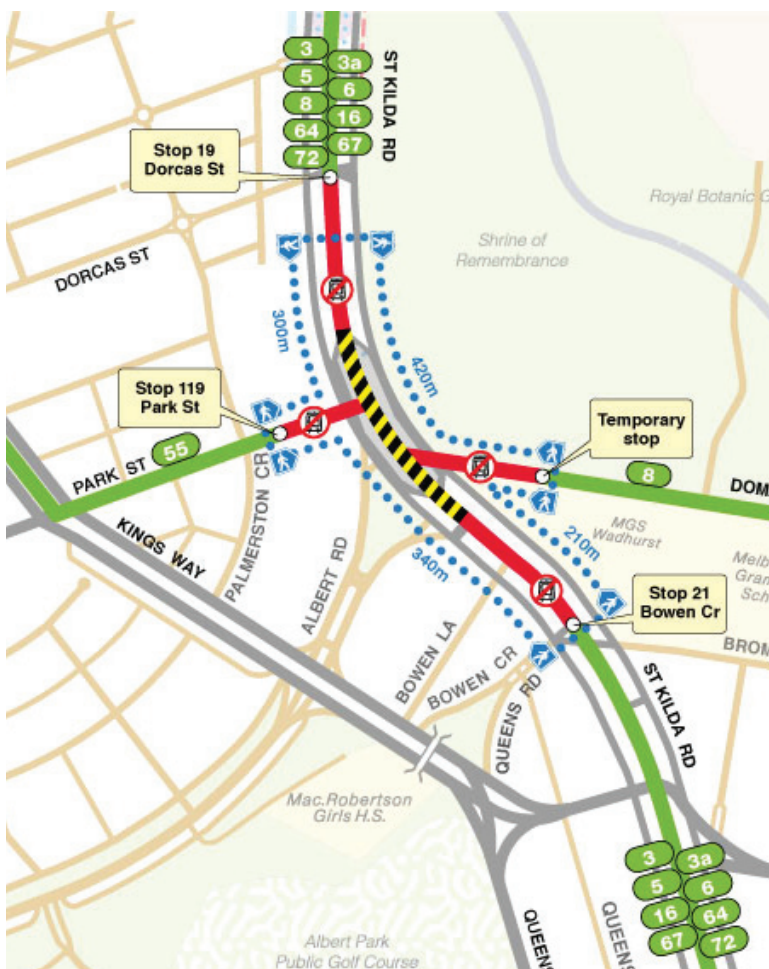 3
3a
5
6
8
16
64
67
72
ST KILDA RD
Stop 19
Dorcas St
Royal Botanic G
Shrine of
Remembrance
DORCAS ST
300m
420m
Stop 119
Park St
Temporary
stop
PARK ST
55
8
DOM
KINGS WAY
PALMERSTON CR
ALBERT RD
340m
210m
MGS
Wadhurst
Melb
Gram
Sch
Stop 21
Bowen Cr
BOWEN LA
BOWEN CR
QUEENS RD
BROM
ST KILDA RD
Mac.Robertson
Girls H.S.
3
3a
5
6
16
64
67
72
Albert Park
Public Golf Course
QUEENS
QUEENS